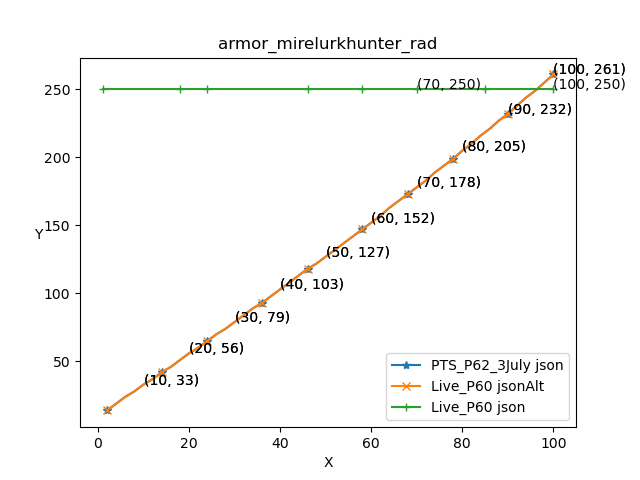 armor_mirelurkhunter_rad
250
200
150
100
50
Y
(100, 261)
(100, 250)
(70, 250)
(90, 232)
(80, 205)
(70, 178)
(60, 152)
(50, 127)
(40, 103)
(30, 79)
(20, 56)
(10, 33)
PTS_P62_3July json
Live_P60 jsonAlt
Live_P60 json
0 20 40 60 80 100
X